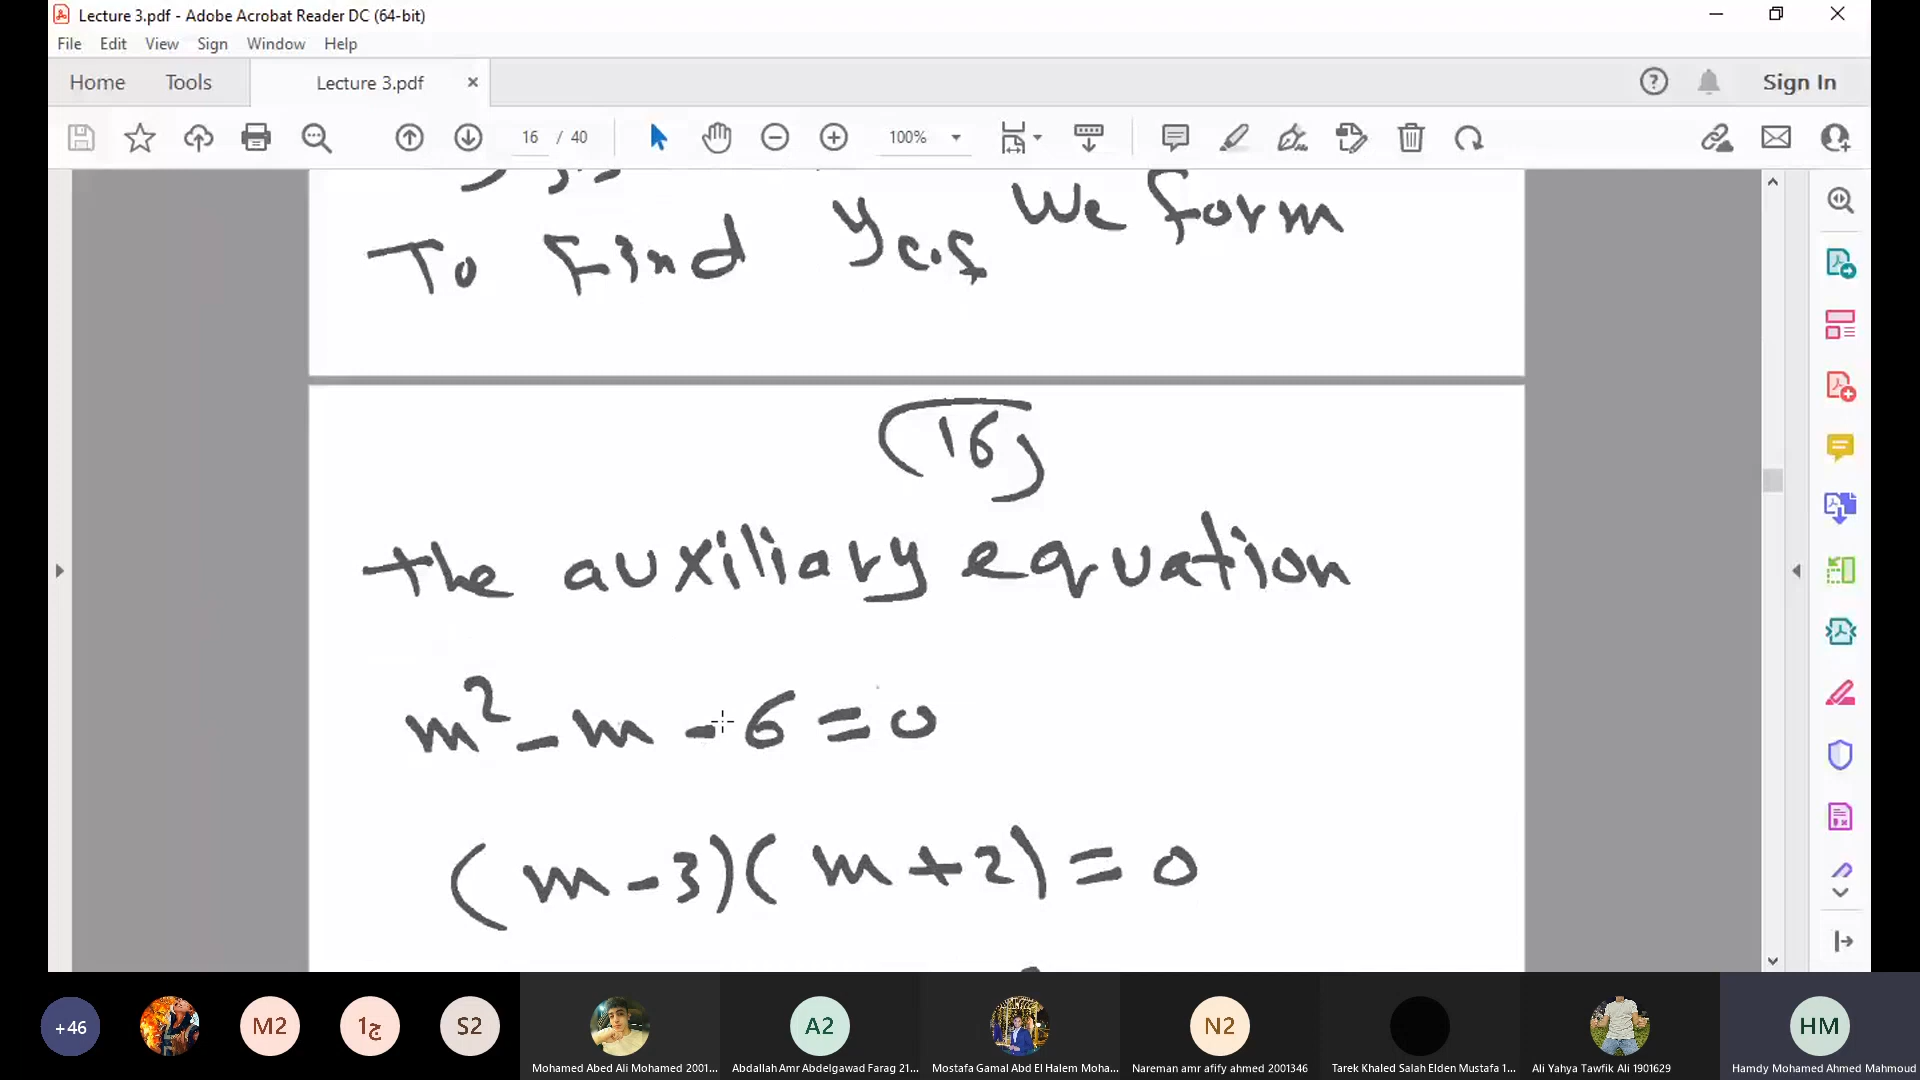 Lecture 3.pdf - Adobe Acrobat Reader DC (64-bit)
File Edit View Sign Window Help
Home Tools Lecture 3.pdf × Sign In
16 / 40 100%
To find y c.f We form
(16)
the auxiliary equation
m² - m - 6 = 0
(m - 3)(m + 2) = 0
+46 M2 ج1 S2 A2 N2 HM
Mohamed Abed Ali Mohamed 2001... Abdallah Amr Abdelgawad Farag 21... Mostafa Gamal Abd El Halem Moha... Nareman amr afify ahmed 2001346 Tarek Khaled Salah Elden Mustafa 1... Ali Yahya Tawfik Ali 1901629 Hamdy Mohamed Ahmed Mahmoud